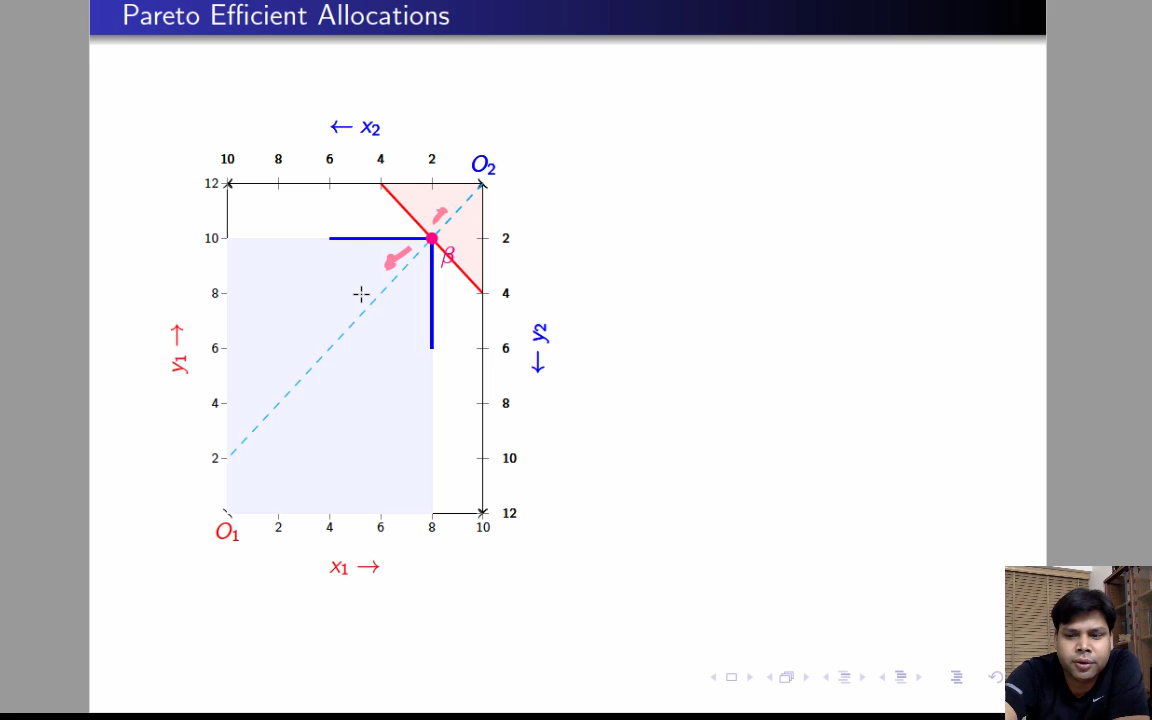 Pareto Efficient Allocations
← x₂
10 8 6 4 2 O₂
12
10 2
8 4
y₁ → 6 6 ← y₂
4 8
2 10
12
O₁ 2 4 6 8 10
x₁ →
β